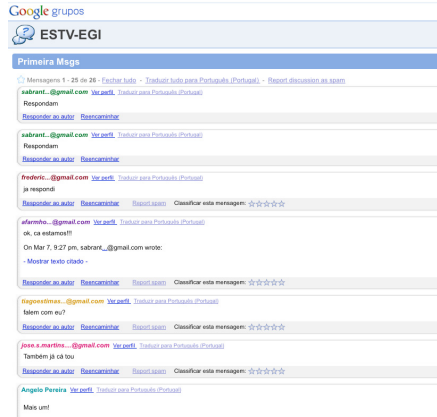 Google grupos
ESTV-EGI
Primeira Msgs
Mensagens 1 - 25 de 26 - Fechar tudo - Traduzir tudo para Português (Portugal) - Report discussion as spam
sabrant...@gmail.com Ver perfil Traduzir para Português (Portugal)
Respondam
Responder ao autor Reencaminhar
sabrant...@gmail.com Ver perfil Traduzir para Português (Portugal)
Respondam
Responder ao autor Reencaminhar
frederic...@gmail.com Ver perfil Traduzir para Português (Portugal)
ja respondi
Responder ao autor Reencaminhar Report spam Classificar esta mensagem:
afarmho...@gmail.com Ver perfil Traduzir para Português (Portugal)
ok, ca estamos!!!
On Mar 7, 9:27 pm, sabrant...@gmail.com wrote:
- Mostrar texto citado -
Responder ao autor Reencaminhar Report spam Classificar esta mensagem:
tiagoestimas...@gmail.com Ver perfil Traduzir para Português (Portugal)
falem com eu?
Responder ao autor Reencaminhar Report spam Classificar esta mensagem:
jose.s.martins....@gmail.com Ver perfil Traduzir para Português (Portugal)
Também já cá tou
Responder ao autor Reencaminhar Report spam Classificar esta mensagem:
Angelo Pereira Ver perfil Traduzir para Português (Portugal)
Mais um!